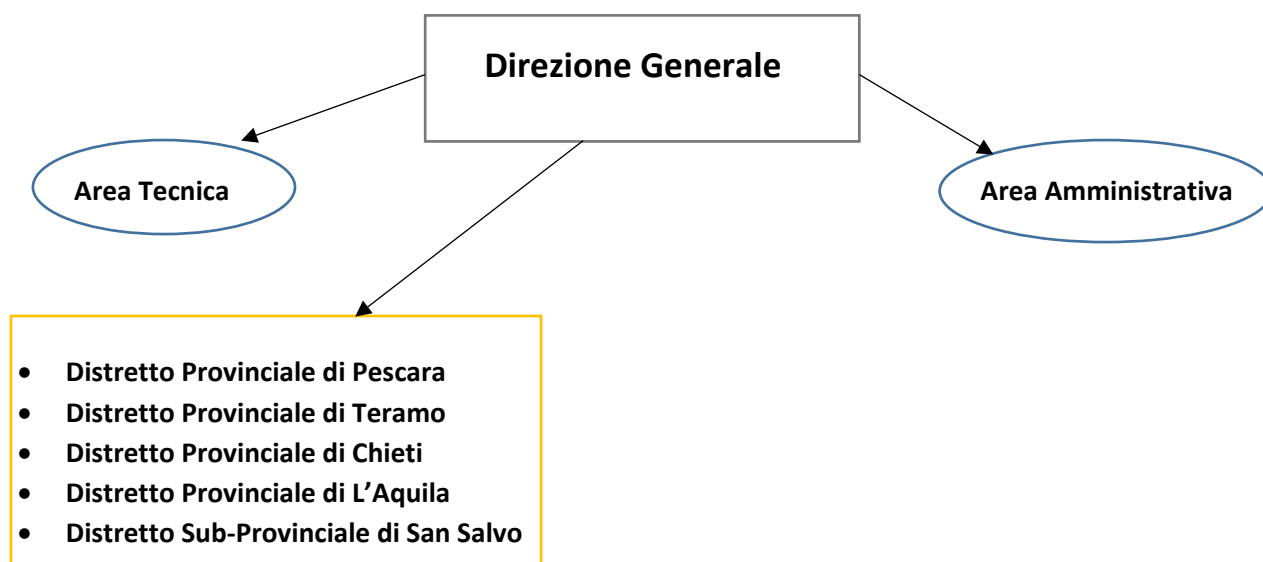 Direzione Generale
Area Tecnica
Area Amministrativa
• Distretto Provinciale di Pescara
• Distretto Provinciale di Teramo
• Distretto Provinciale di Chieti
• Distretto Provinciale di L’Aquila
• Distretto Sub-Provinciale di San Salvo